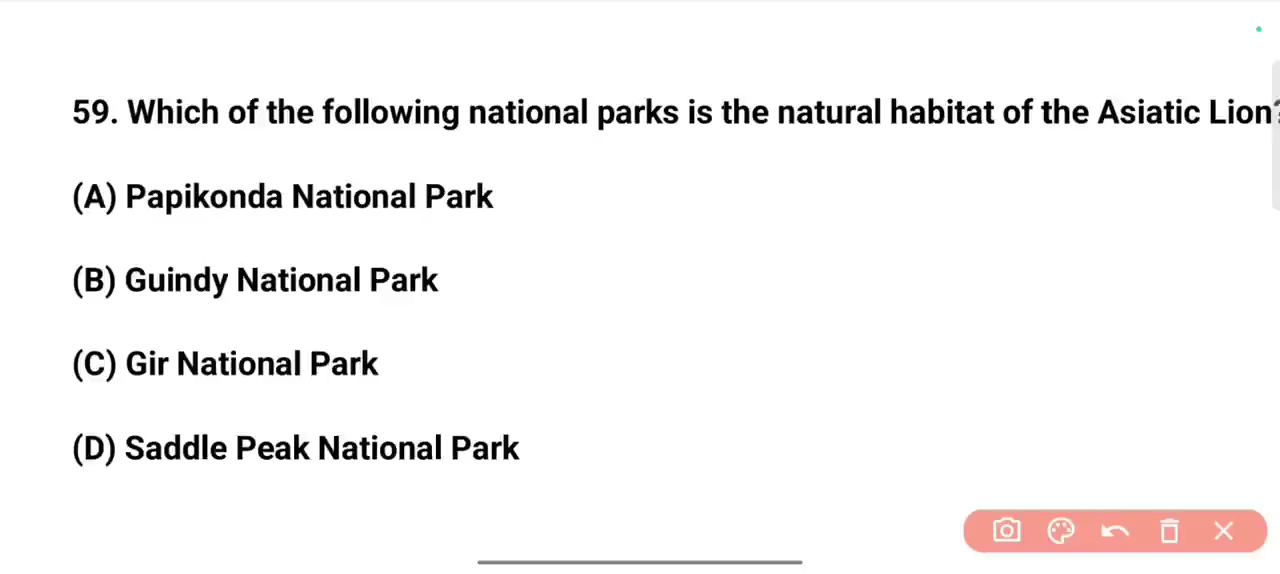 59. Which of the following national parks is the natural habitat of the Asiatic Lion?
(A) Papikonda National Park
(B) Guindy National Park
(C) Gir National Park
(D) Saddle Peak National Park